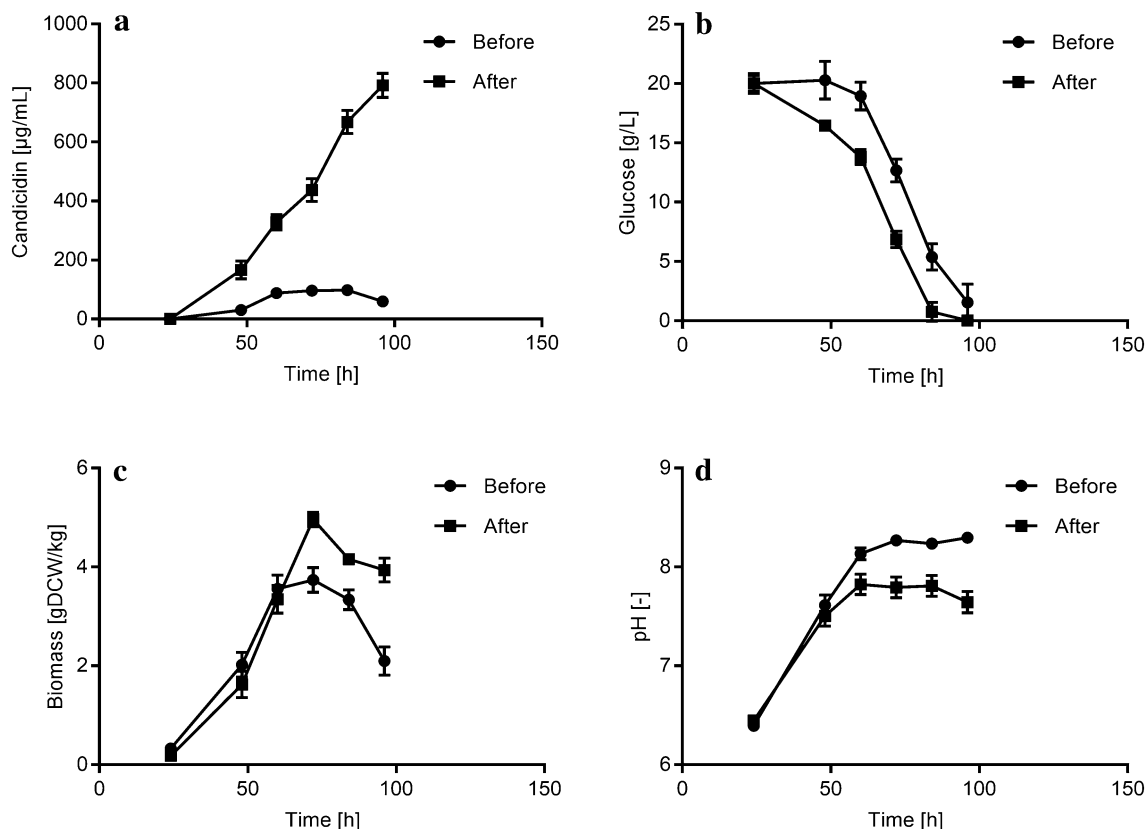 a
1000
800
600
400
200
0
Candicidin [µg/mL]
0 50 100 150
Time [h]
Before
After
b
25
20
15
10
5
0
Glucose [g/L]
0 50 100 150
Time [h]
Before
After
c
6
4
2
0
Biomass [gDCW/kg]
0 50 100 150
Time [h]
Before
After
d
9
8
7
6
pH [-]
0 50 100 150
Time [h]
Before
After